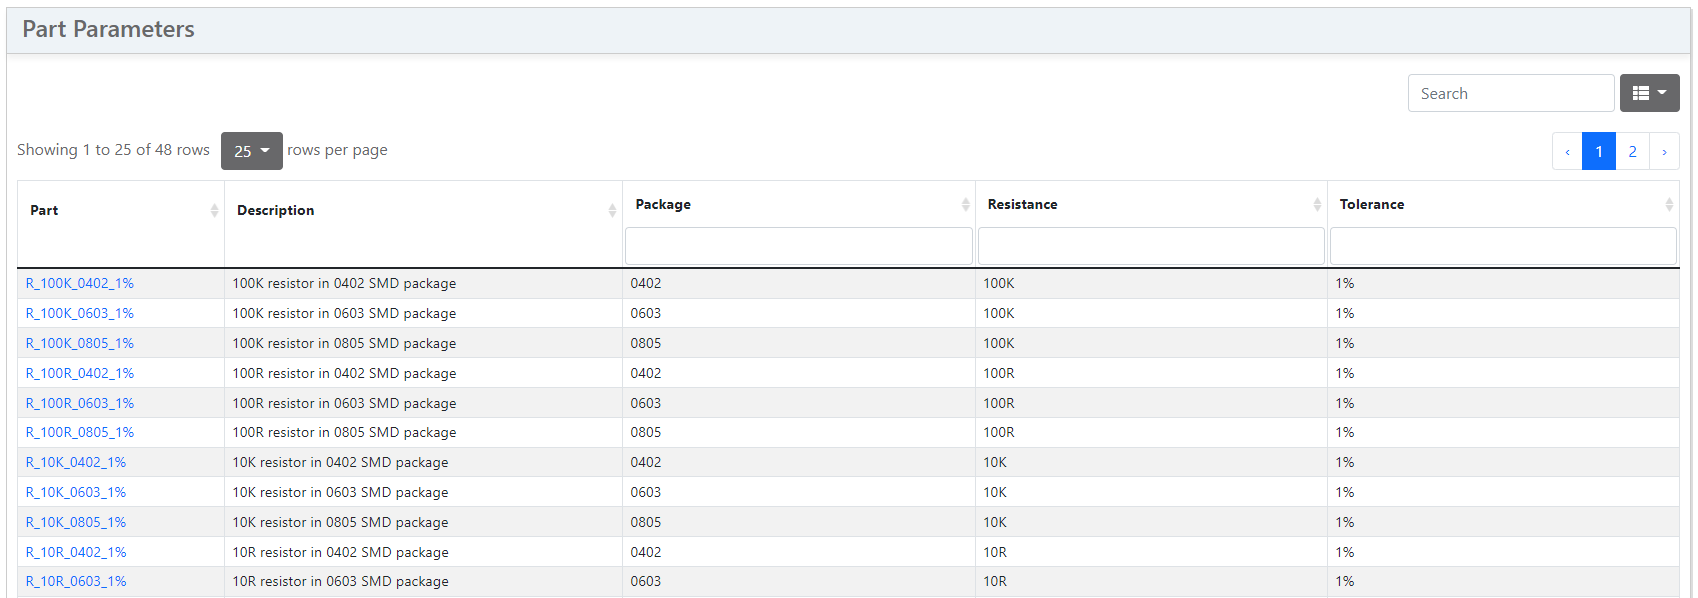 Part Parameters
Search
Showing 1 to 25 of 48 rows 25 rows per page ‹ 1 2 ›
Part Description Package Resistance Tolerance
R_100K_0402_1% 100K resistor in 0402 SMD package 0402 100K 1%
R_100K_0603_1% 100K resistor in 0603 SMD package 0603 100K 1%
R_100K_0805_1% 100K resistor in 0805 SMD package 0805 100K 1%
R_100R_0402_1% 100R resistor in 0402 SMD package 0402 100R 1%
R_100R_0603_1% 100R resistor in 0603 SMD package 0603 100R 1%
R_100R_0805_1% 100R resistor in 0805 SMD package 0805 100R 1%
R_10K_0402_1% 10K resistor in 0402 SMD package 0402 10K 1%
R_10K_0603_1% 10K resistor in 0603 SMD package 0603 10K 1%
R_10K_0805_1% 10K resistor in 0805 SMD package 0805 10K 1%
R_10R_0402_1% 10R resistor in 0402 SMD package 0402 10R 1%
R_10R_0603_1% 10R resistor in 0603 SMD package 0603 10R 1%